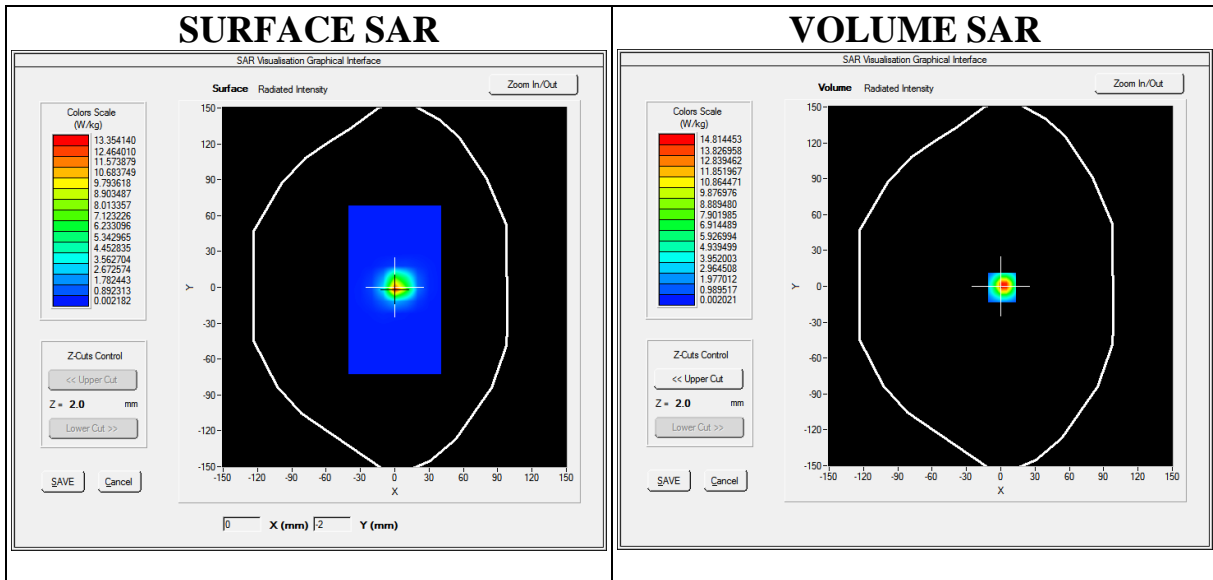 SURFACE SAR
SAR Visualisation Graphical Interface
Surface Radiated Intensity
Zoom In/Out
Colors Scale
(W/kg)
13.354140
12.464010
11.573879
10.683749
9.793618
8.903487
8.013357
7.123226
6.233096
5.342965
4.452835
3.562704
2.672574
1.782443
0.892313
0.002182
Z-Cuts Control
<< Upper Cut
Z = 2.0 mm
Lower Cut >>
SAVE Cancel
150
120
90
60
30
0
-30
-60
-90
-120
-150
Y
-150 -120 -90 -60 -30 0 30 60 90 120 150
X
0 X (mm) -2 Y (mm)
VOLUME SAR
SAR Visualisation Graphical Interface
Volume Radiated Intensity
Zoom In/Out
Colors Scale
(W/kg)
14.814453
13.826958
12.839462
11.851967
10.864471
9.876976
8.889480
7.901985
6.914489
5.926994
4.939499
3.952003
2.964508
1.977012
0.989517
0.002021
Z-Cuts Control
<< Upper Cut
Z = 2.0 mm
Lower Cut >>
SAVE Cancel
150
120
90
60
30
0
-30
-60
-90
-120
-150
Y
-150 -120 -90 -60 -30 0 30 60 90 120 150
X